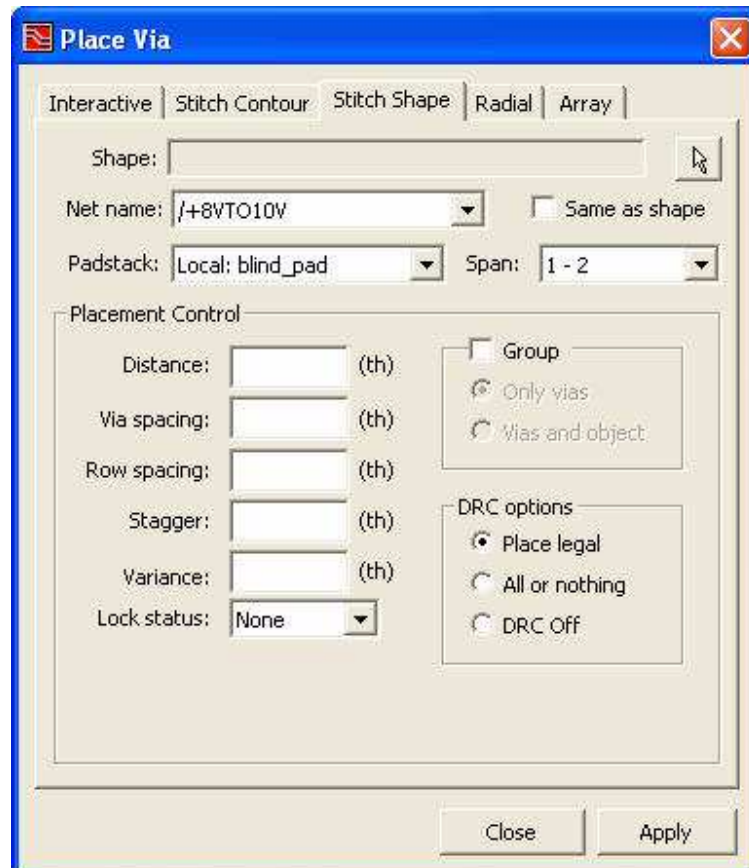 Place Via
Interactive Stitch Contour Stitch Shape Radial Array
Shape:
Net name: /+8VTO10V Same as shape
Padstack: Local: blind_pad Span: 1 - 2
Placement Control
Distance: (th)
Via spacing: (th)
Row spacing: (th)
Stagger: (th)
Variance: (th)
Lock status: None
Group
Only vias
Vias and object
DRC options
Place legal
All or nothing
DRC Off
Close Apply